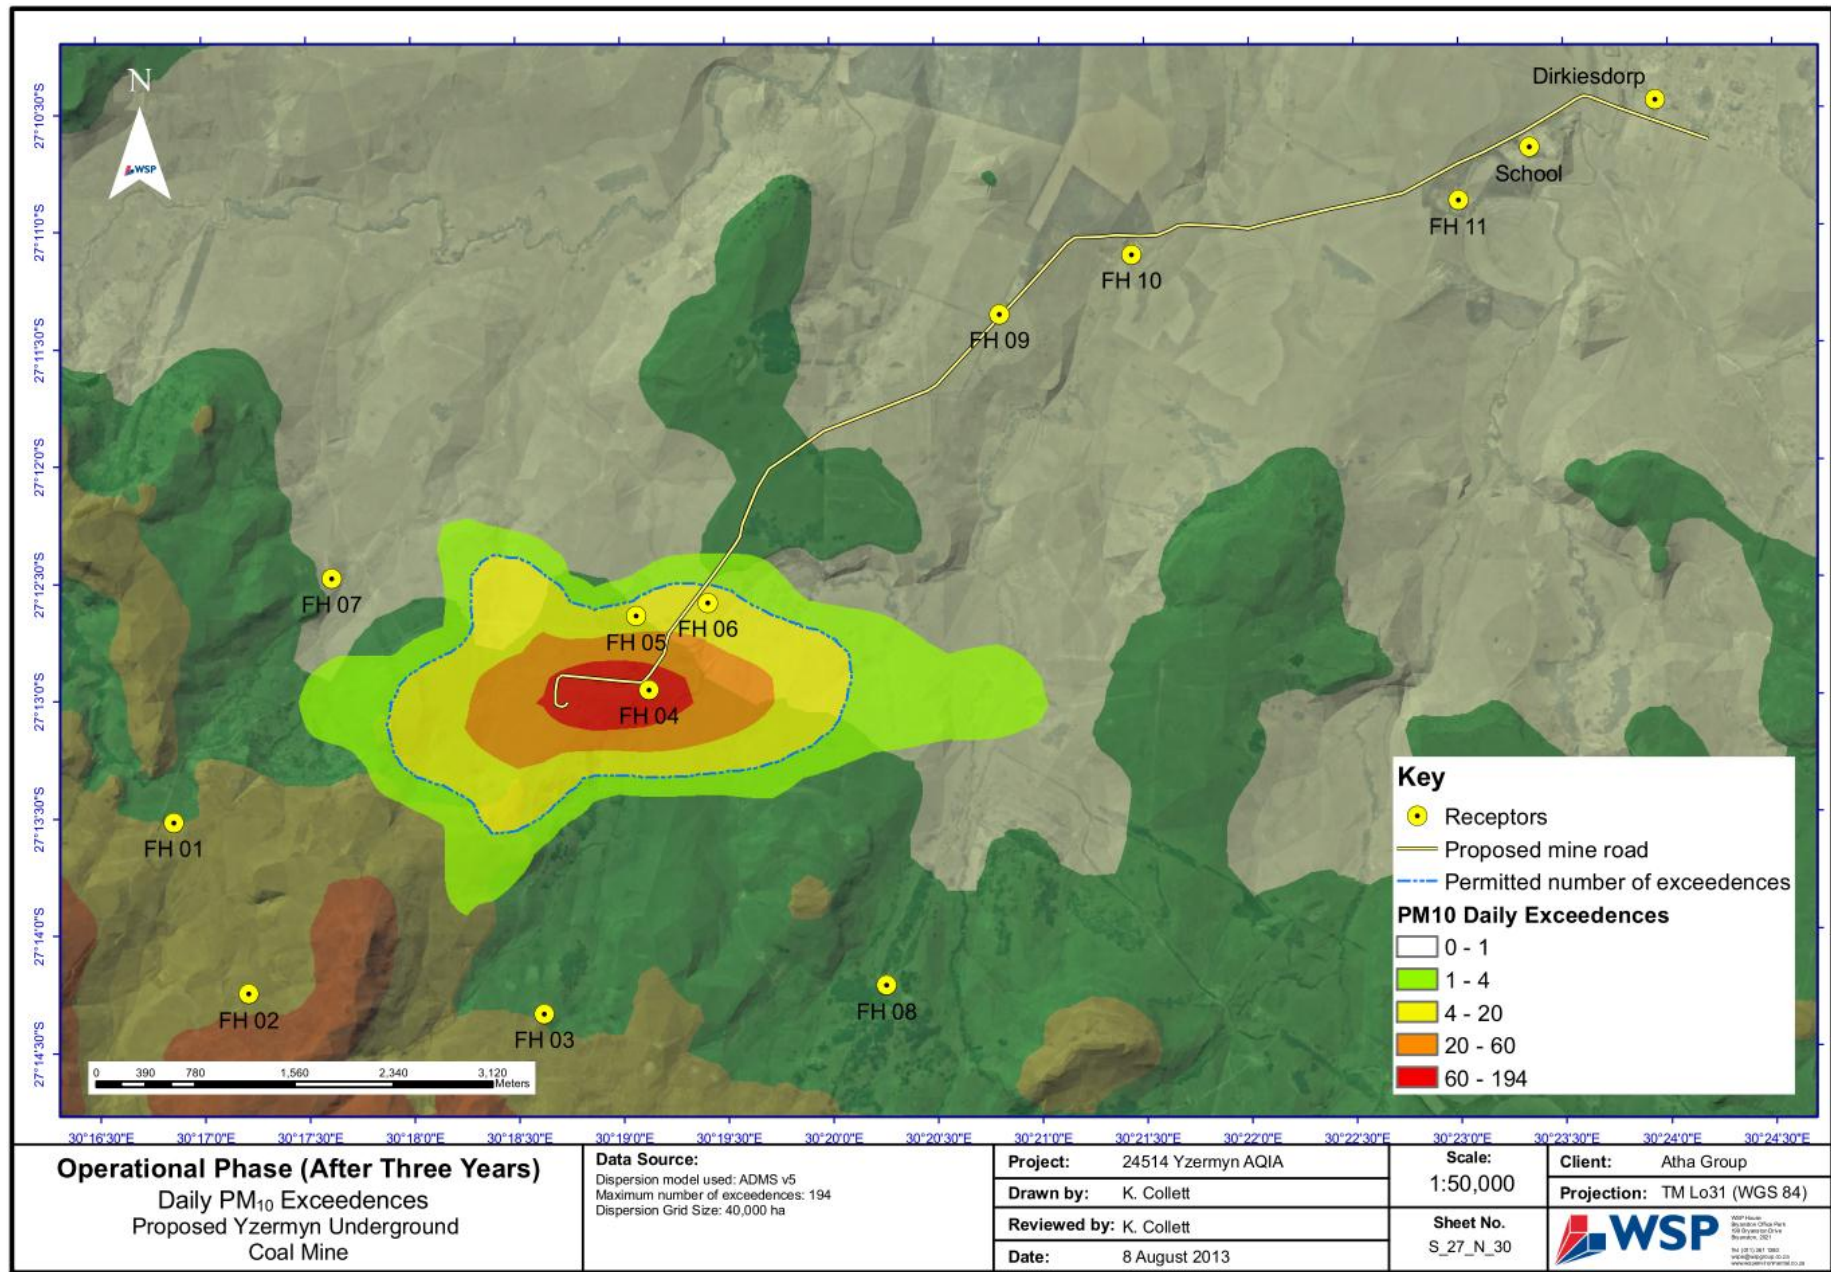 N
WSP
Dirkiesdorp
School
FH 11
FH 10
FH 09
FH 07
FH 05
FH 06
FH 04
FH 01
FH 02
FH 03
FH 08
27°10'30"S
27°11'0"S
27°11'30"S
27°12'0"S
27°12'30"S
27°13'0"S
27°13'30"S
27°14'0"S
27°14'30"S
Key
Receptors
Proposed mine road
Permitted number of exceedences
PM10 Daily Exceedences
0 - 1
1 - 4
4 - 20
20 - 60
60 - 194
0 390 780 1,560 2,340 3,120
Meters
30°16'30"E 30°17'0"E 30°17'30"E 30°18'0"E 30°18'30"E 30°19'0"E 30°19'30"E 30°20'0"E 30°20'30"E 30°21'0"E 30°21'30"E 30°22'0"E 30°22'30"E 30°23'0"E 30°23'30"E 30°24'0"E 30°24'30"E
Operational Phase (After Three Years)
Daily PM₁₀ Exceedences
Proposed Yzermyn Underground
Coal Mine
Data Source:
Dispersion model used: ADMS v5
Maximum number of exceedences: 194
Dispersion Grid Size: 40,000 ha
Project: 24514 Yzermyn AQIA
Drawn by: K. Collett
Reviewed by: K. Collett
Date: 8 August 2013
Scale:
1:50,000
Sheet No.
S_27_N_30
Client: Atha Group
Projection: TM Lo31 (WGS 84)
WSP
WSP House